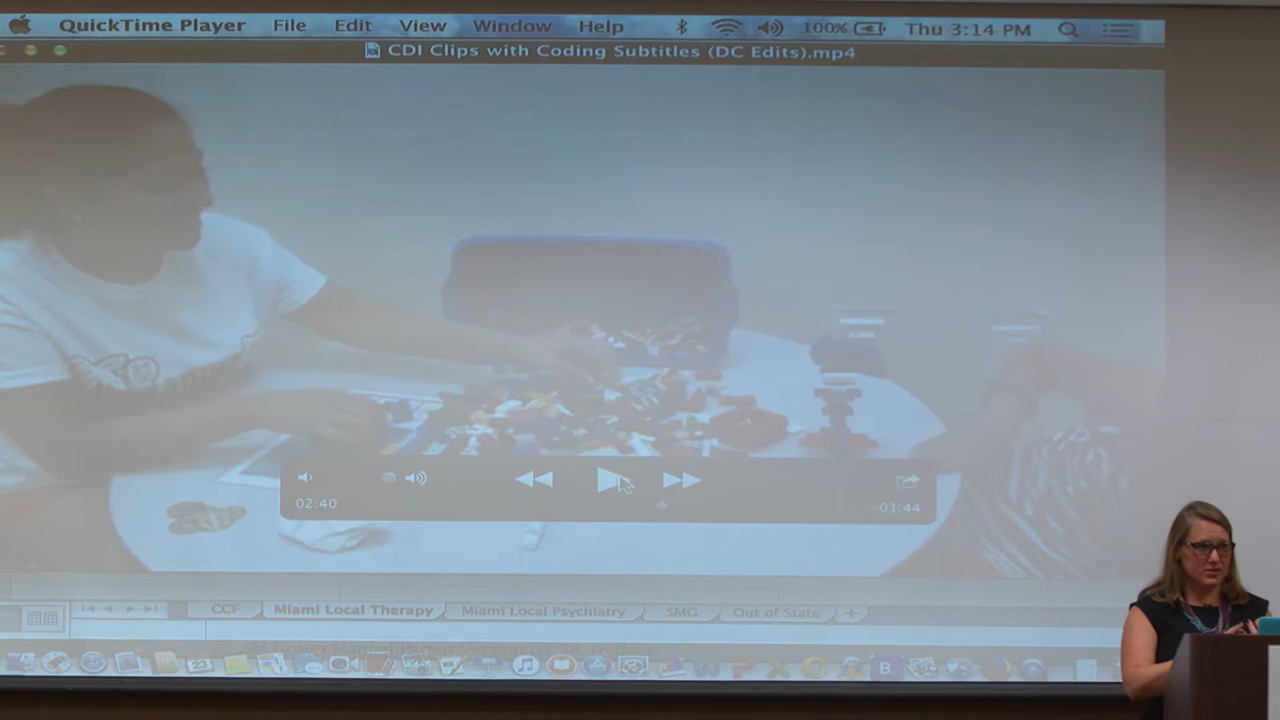 QuickTime Player File Edit View Window Help 100% Thu 3:14 PM
CDI Clips with Coding Subtitles (DC Edits).mp4
02:40 -01:44
CCF Miami Local Therapy Miami Local Psychiatry SMG Out of State +